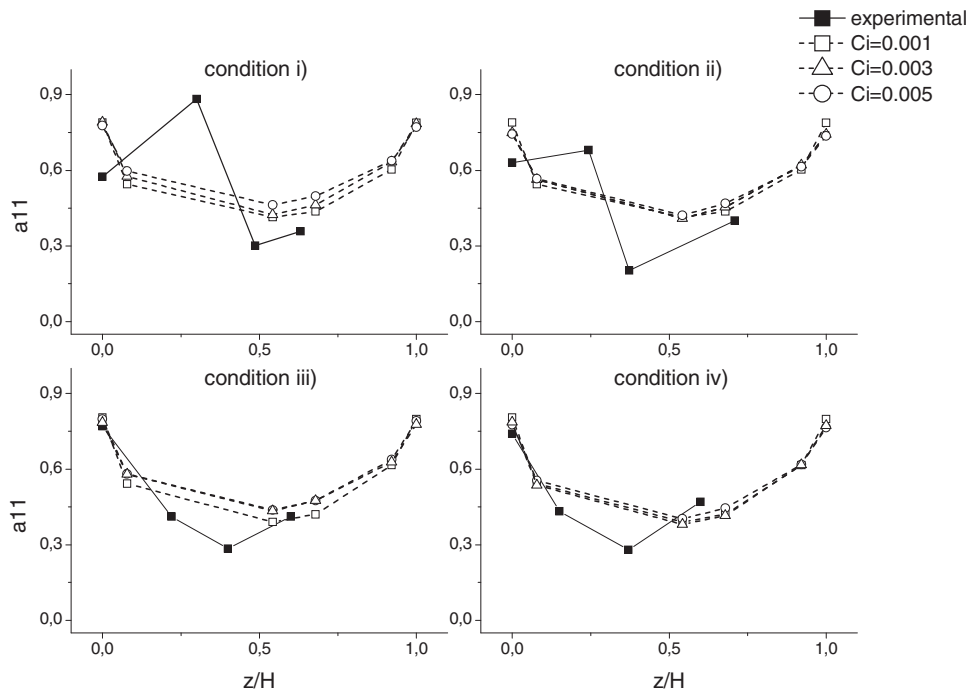 experimental
Ci=0.001
Ci=0.003
Ci=0.005
condition i)
condition ii)
0,9
0,6
0,3
0,0
a11
0,0 0,5 1,0
0,9
0,6
0,3
0,0
0,0 0,5 1,0
condition iii)
condition iv)
0,9
0,6
0,3
0,0
a11
0,0 0,5 1,0
z/H
0,9
0,6
0,3
0,0
0,0 0,5 1,0
z/H